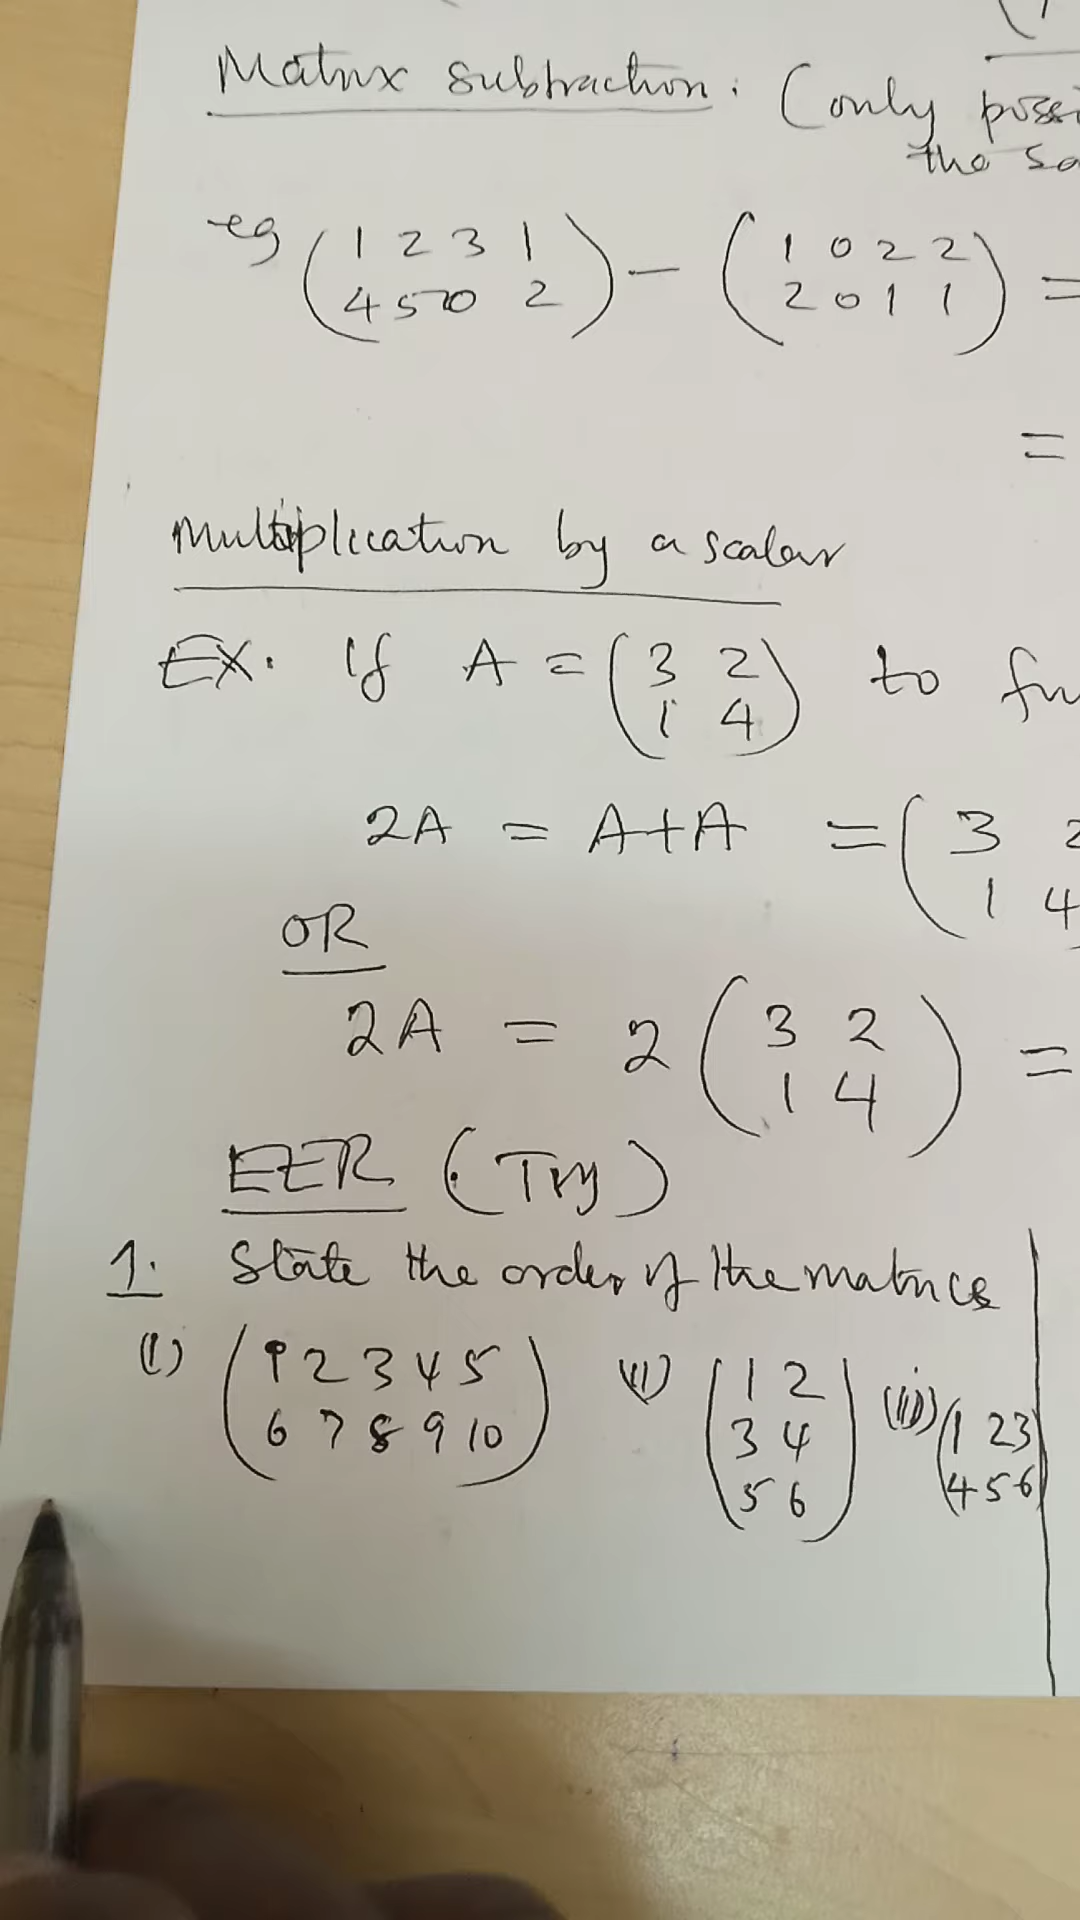 Matrix subtraction: (only possi
the sa
eg (1 2 3 1) - (1 0 2 2) =
(4 5 0 2) (2 0 1 1)
=
Multiplication by a scalar
EX. If A = (3 2) to
(1 4)
2A = A+A = (3 2
1 4
OR
2A = 2 (3 2) =
(1 4)
(Try)
1. State the order of the matrices
(i) (1 2 3 4 5) (ii) (1 2) (iii) (1 2 3)
(6 7 8 9 10) (3 4) (4 5 6)
(5 6)